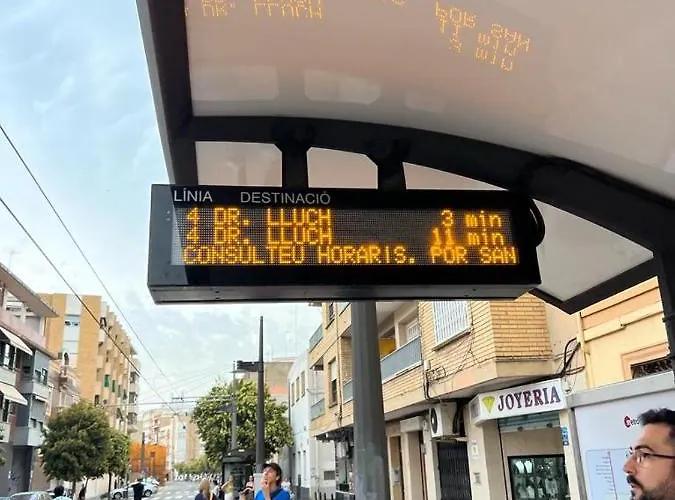 LÍNIA DESTINACIÓ
4 DR. LLUCH 3 min
4 DR. LLUCH 11 min
CONSULTEU HORARIS. POR SAN
JOYERIA